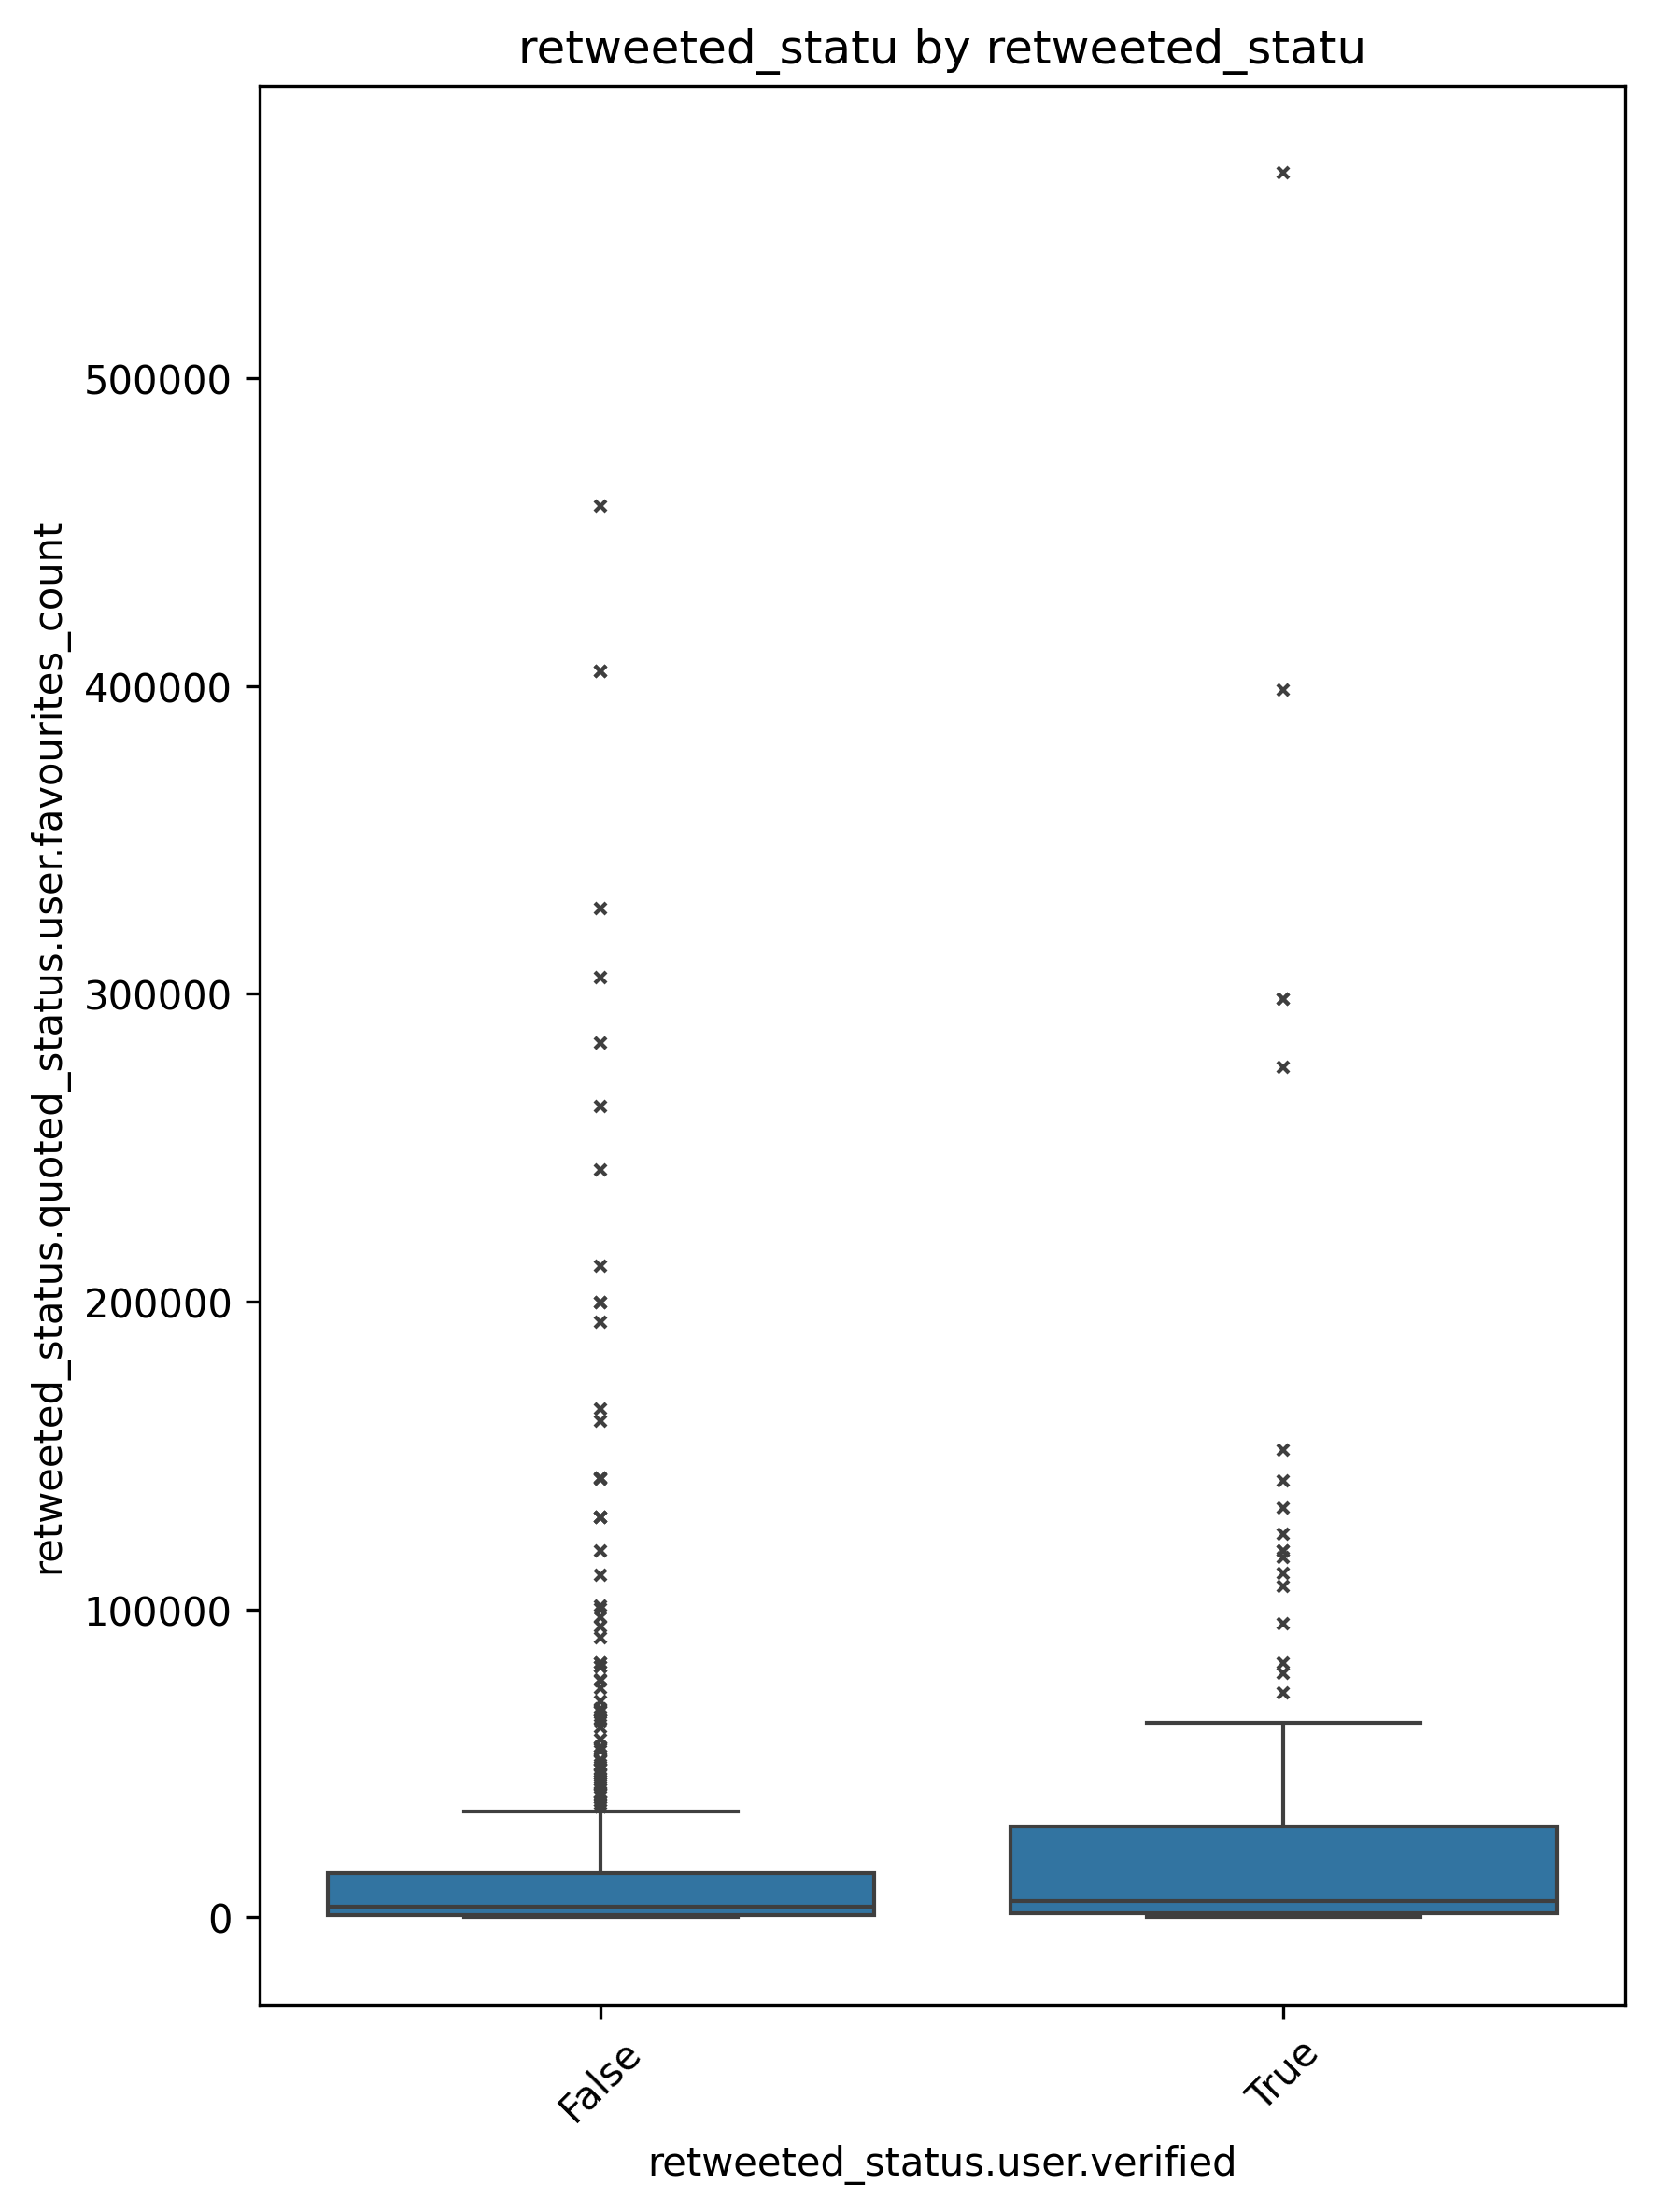 retweeted_statu by retweeted_statu
retweeted_status.quoted_status.user.favourites_count
500000
400000
300000
200000
100000
0
False
True
retweeted_status.user.verified